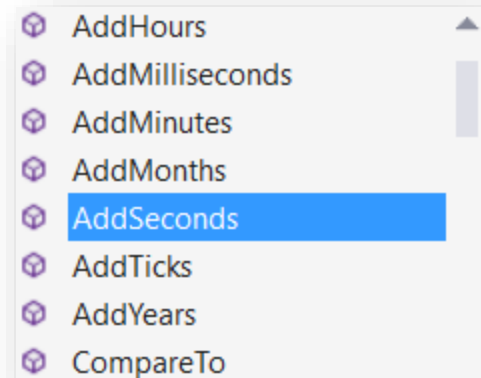 AddHours
AddMilliseconds
AddMinutes
AddMonths
AddSeconds
AddTicks
AddYears
CompareTo